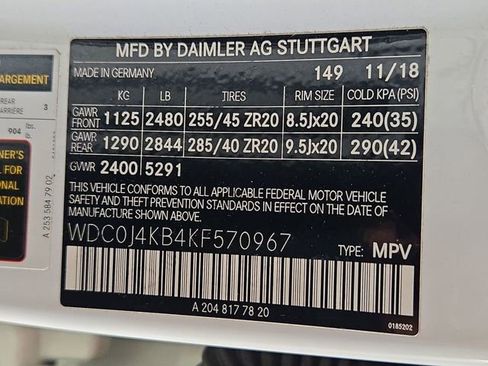 MFD BY DAIMLER AG STUTTGART
MADE IN GERMANY 149 11/18
KG LB TIRES RIM SIZE COLD KPA(PSI)
GAWR FRONT 1125 2480 255/45 ZR20 8.5Jx20 240(35)
GAWR REAR 1290 2844 285/40 ZR20 9.5Jx20 290(42)
GVWR 2400 5291
THIS VEHICLE CONFORMS TO ALL APPLICABLE FEDERAL MOTOR VEHICLE
SAFETY AND THEFT PREVENTION STANDARDS IN EFFECT ON THE DATE
OF MANUFACTURE SHOWN ABOVE.
WDC0J4KB4KF570967 TYPE: MPV
A 204 817 78 20
0185202
ARGEMENT
REAR 3
ARRIÈRE
lbs.
904 kg.
NER'S
L FOR
ONAL
ATION
A 253 584 79 02